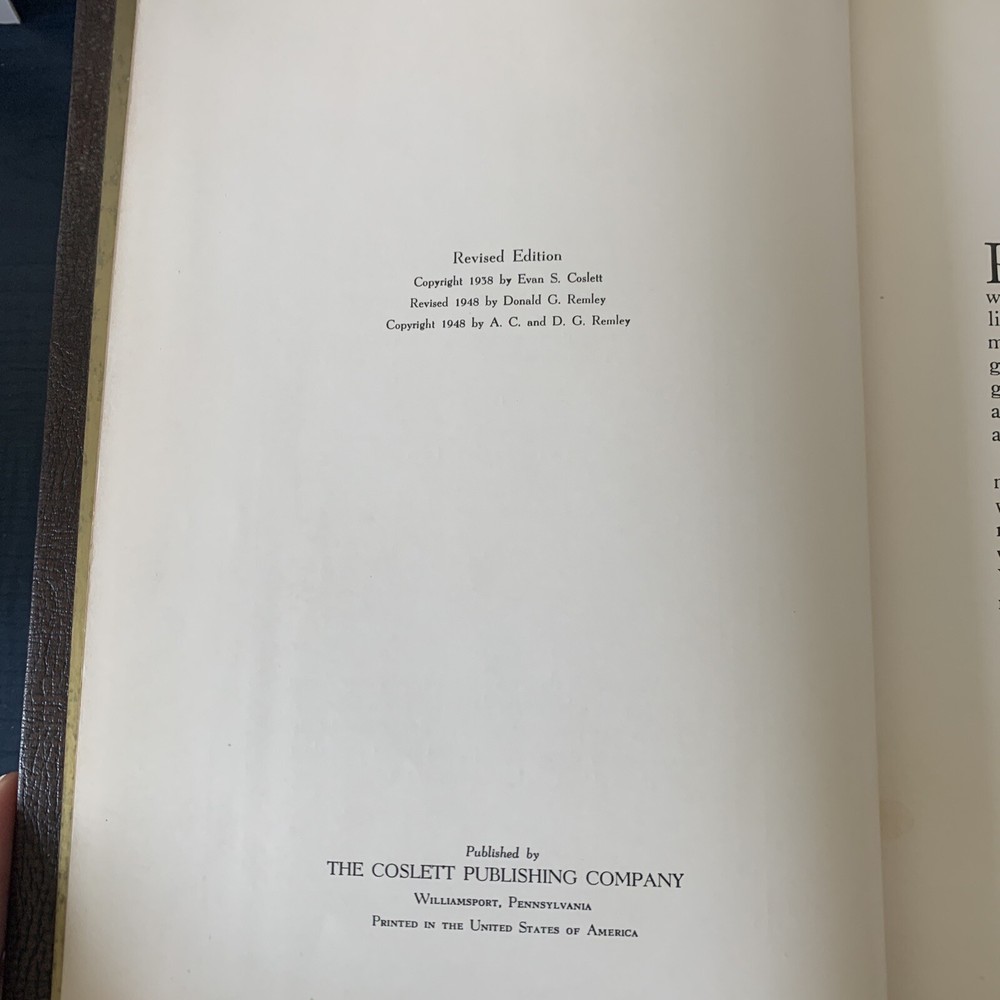 Revised Edition
Copyright 1938 by Evan S. Coslett
Revised 1948 by Donald G. Remley
Copyright 1948 by A. C. and D. G. Remley
Published by
THE COSLETT PUBLISHING COMPANY
Williamsport, Pennsylvania
Printed in the United States of America